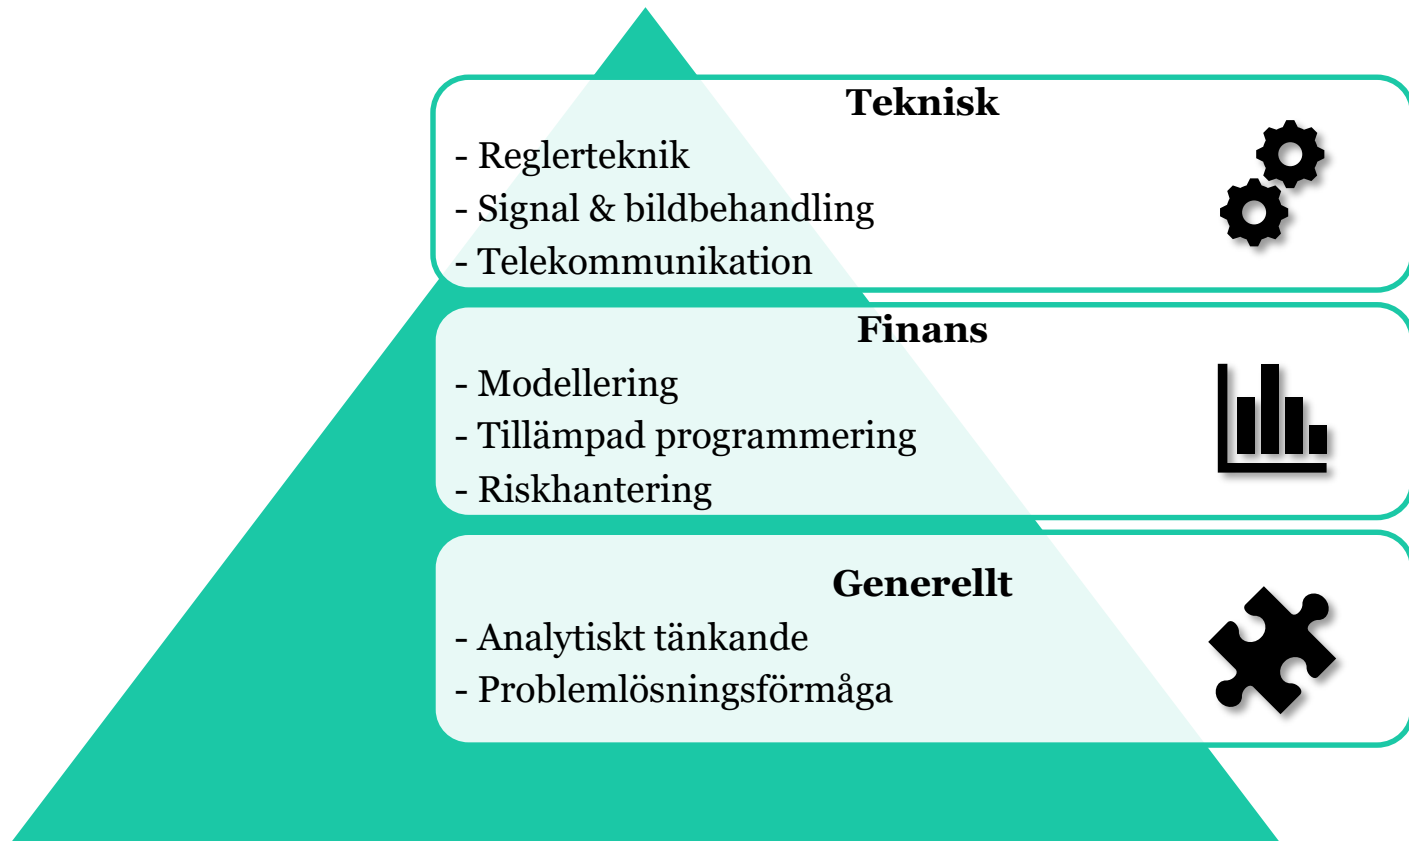 Teknisk
- Reglerteknik
- Signal & bildbehandling
- Telekommunikation
Finans
- Modellering
- Tillämpad programmering
- Riskhantering
Generellt
- Analytiskt tänkande
- Problemlösningsförmåga